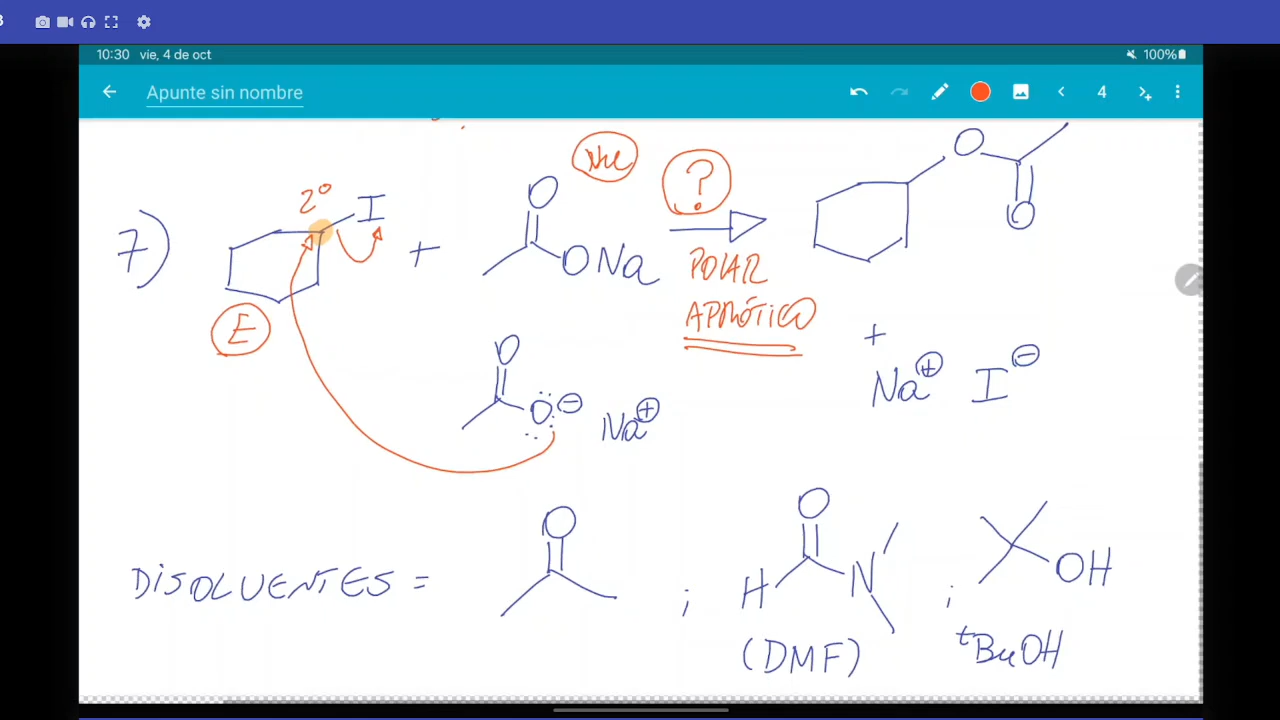 3
10:30 vie, 4 de oct 100%
Apunte sin nombre 4
7) 2° I + O ONa Nu ? O O
E POLAR APRÓTICO
+ Na⊕ I⊖
O O⊖ Na⊕
DISOLVENTES = O ; O H N ; OH
(DMF) tBuOH